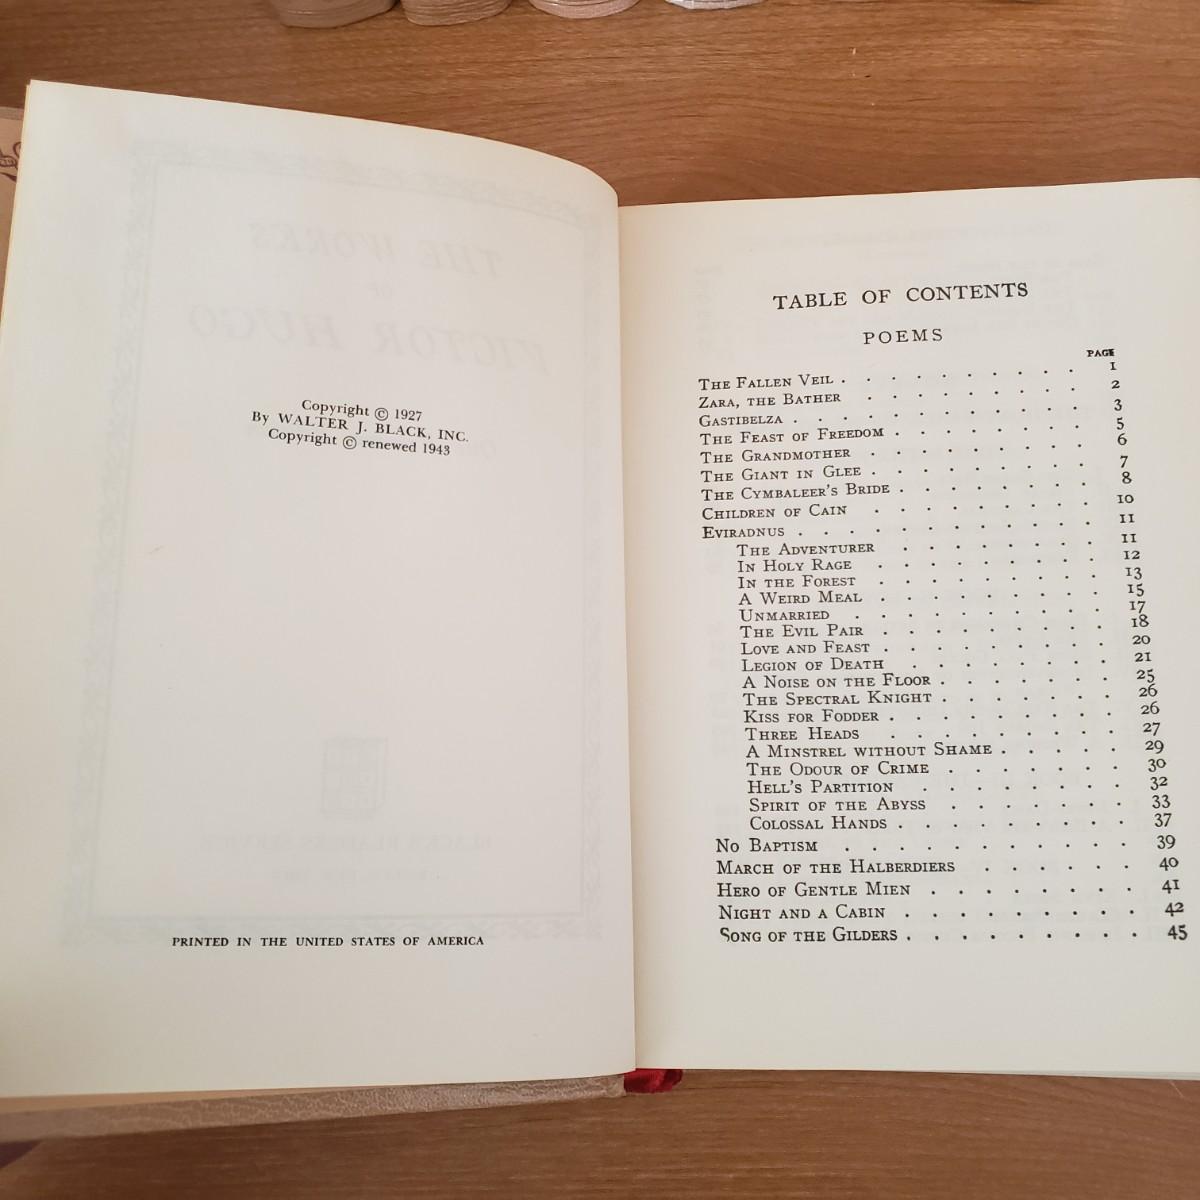 Copyright © 1927
By WALTER J. BLACK, INC.
Copyright © renewed 1943
PRINTED IN THE UNITED STATES OF AMERICA
TABLE OF CONTENTS
POEMS
PAGE
THE FALLEN VEIL . . . . . . . . . 1
ZARA, THE BATHER . . . . . . . . 2
GASTIBELZA . . . . . . . . . . . 3
THE FEAST OF FREEDOM . . . . . . . 5
THE GRANDMOTHER . . . . . . . . 6
THE GIANT IN GLEE . . . . . . . . 7
THE CYMBALEER'S BRIDE . . . . . . . 8
CHILDREN OF CAIN . . . . . . . . 10
EVIRADNUS . . . . . . . . . . . 11
THE ADVENTURER . . . . . . . 11
IN HOLY RAGE . . . . . . . . 12
IN THE FOREST . . . . . . . . 13
A WEIRD MEAL . . . . . . . . 15
UNMARRIED . . . . . . . . . 17
THE EVIL PAIR . . . . . . . . 18
LOVE AND FEAST . . . . . . . . 20
LEGION OF DEATH . . . . . . . 21
A NOISE ON THE FLOOR . . . . . . 25
THE SPECTRAL KNIGHT . . . . . . 26
KISS FOR FODDER . . . . . . . . 26
THREE HEADS . . . . . . . . 27
A MINSTREL WITHOUT SHAME . . . . 29
THE ODOUR OF CRIME . . . . . . 30
HELL'S PARTITION . . . . . . . 32
SPIRIT OF THE ABYSS . . . . . . 33
COLOSSAL HANDS . . . . . . . . 37
NO BAPTISM . . . . . . . . . . 39
MARCH OF THE HALBERDIERS . . . . . . 40
HERO OF GENTLE MIEN . . . . . . . 41
NIGHT AND A CABIN . . . . . . . . 42
SONG OF THE GILDERS . . . . . . . . 45